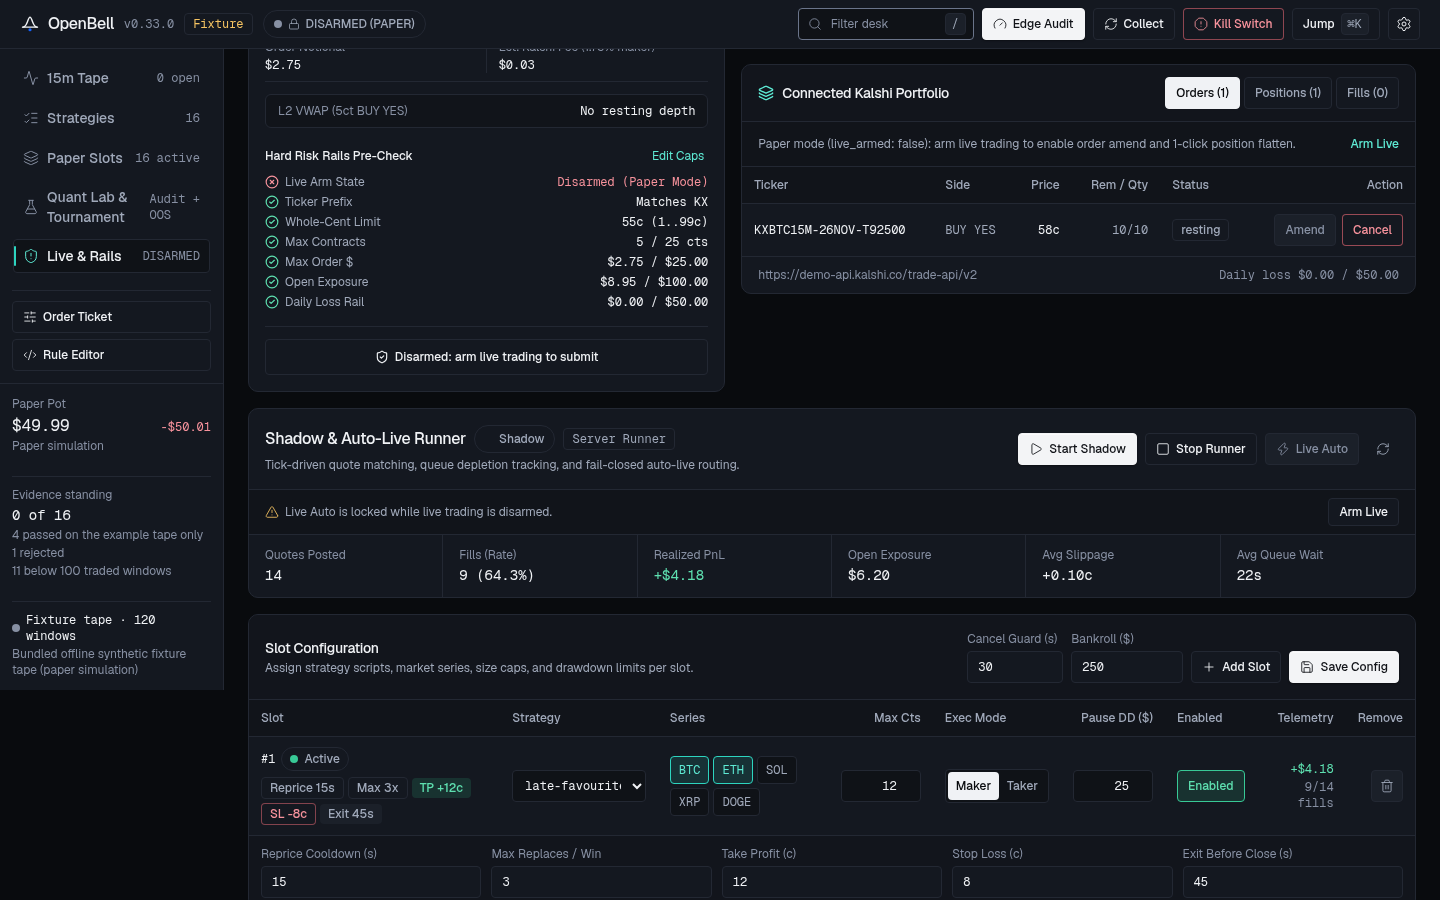 OpenBell v0.33.0 Fixture DISARMED (PAPER) Filter desk / Edge Audit Collect Kill Switch Jump ⌘K
15m Tape 0 open
Strategies 16
Paper Slots 16 active
Quant Lab & Tournament Audit + OOS
Live & Rails DISARMED
Order Ticket
Rule Editor
Paper Pot
$49.99 -$50.01
Paper simulation
Evidence standing
0 of 16
4 passed on the example tape only
1 rejected
11 below 100 traded windows
Fixture tape · 120
windows
Bundled offline synthetic fixture
tape (paper simulation)
$2.75 $0.03
L2 VWAP (5ct BUY YES) No resting depth
Hard Risk Rails Pre-Check Edit Caps
Live Arm State Disarmed (Paper Mode)
Ticker Prefix Matches KX
Whole-Cent Limit 55c (1..99c)
Max Contracts 5 / 25 cts
Max Order $ $2.75 / $25.00
Open Exposure $8.95 / $100.00
Daily Loss Rail $0.00 / $50.00
Disarmed: arm live trading to submit
Connected Kalshi Portfolio Orders (1) Positions (1) Fills (0)
Paper mode (live_armed: false): arm live trading to enable order amend and 1-click position flatten. Arm Live
Ticker Side Price Rem / Qty Status Action
KXBTC15M-26NOV-T92500 BUY YES 58c 10/10 resting Amend Cancel
https://demo-api.kalshi.co/trade-api/v2 Daily loss $0.00 / $50.00
Shadow & Auto-Live Runner Shadow Server Runner
Tick-driven quote matching, queue depletion tracking, and fail-closed auto-live routing.
Start Shadow Stop Runner Live Auto
Live Auto is locked while live trading is disarmed. Arm Live
Quotes Posted Fills (Rate) Realized PnL Open Exposure Avg Slippage Avg Queue Wait
14 9 (64.3%) +$4.18 $6.20 +0.10c 22s
Slot Configuration
Assign strategy scripts, market series, size caps, and drawdown limits per slot.
Cancel Guard (s) Bankroll ($)
30 250 Add Slot Save Config
Slot Strategy Series Max Cts Exec Mode Pause DD ($) Enabled Telemetry Remove
#1 Active
Reprice 15s Max 3x TP +12c
SL -8c Exit 45s
late-favourite
BTC ETH SOL
XRP DOGE
12 Maker Taker 25 Enabled
+$4.18
9/14
fills
Reprice Cooldown (s) Max Replaces / Win Take Profit (c) Stop Loss (c) Exit Before Close (s)
15 3 12 8 45